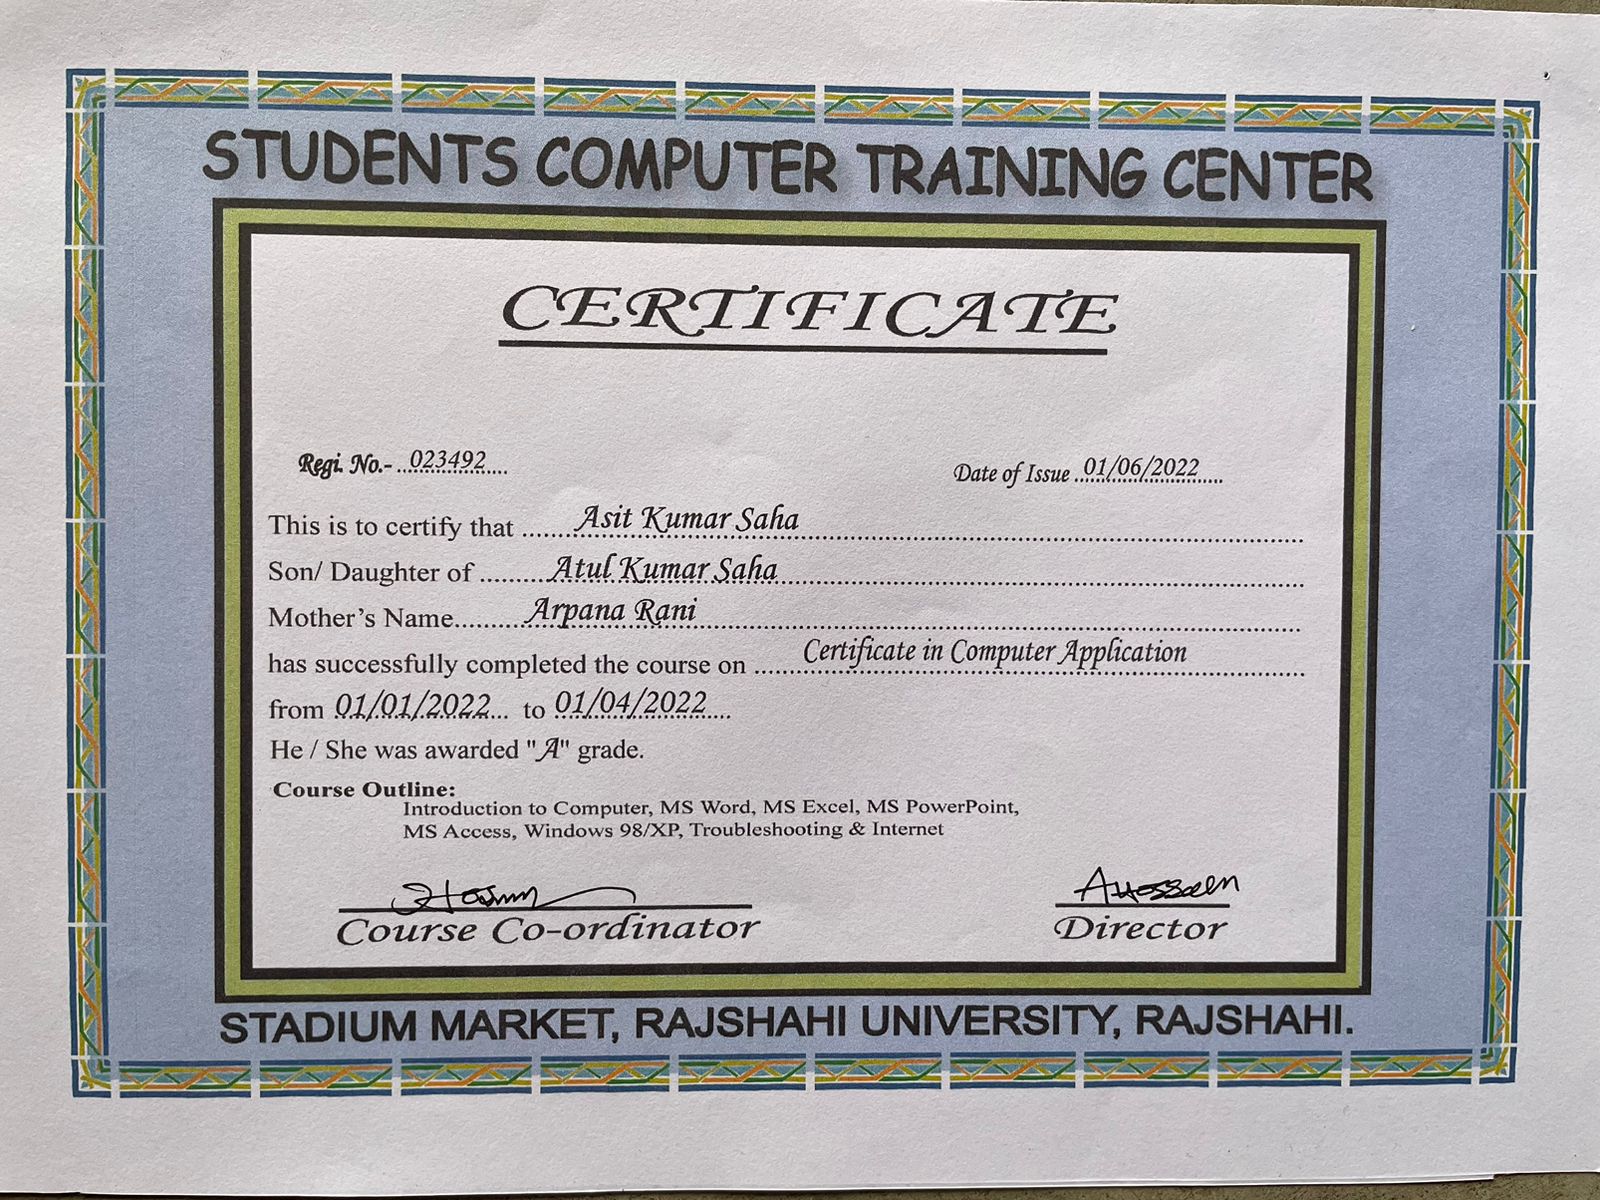 STUDENTS COMPUTER TRAINING CENTER
CERTIFICATE
Regi. No.- 023492 Date of Issue 01/06/2022
This is to certify that Asit Kumar Saha
Son/ Daughter of Atul Kumar Saha
Mother's Name Arpana Rani
has successfully completed the course on Certificate in Computer Application
from 01/01/2022 to 01/04/2022
He / She was awarded "A" grade.
Course Outline:
Introduction to Computer, MS Word, MS Excel, MS PowerPoint,
MS Access, Windows 98/XP, Troubleshooting & Internet
Course Co-ordinator Director
STADIUM MARKET, RAJSHAHI UNIVERSITY, RAJSHAHI.